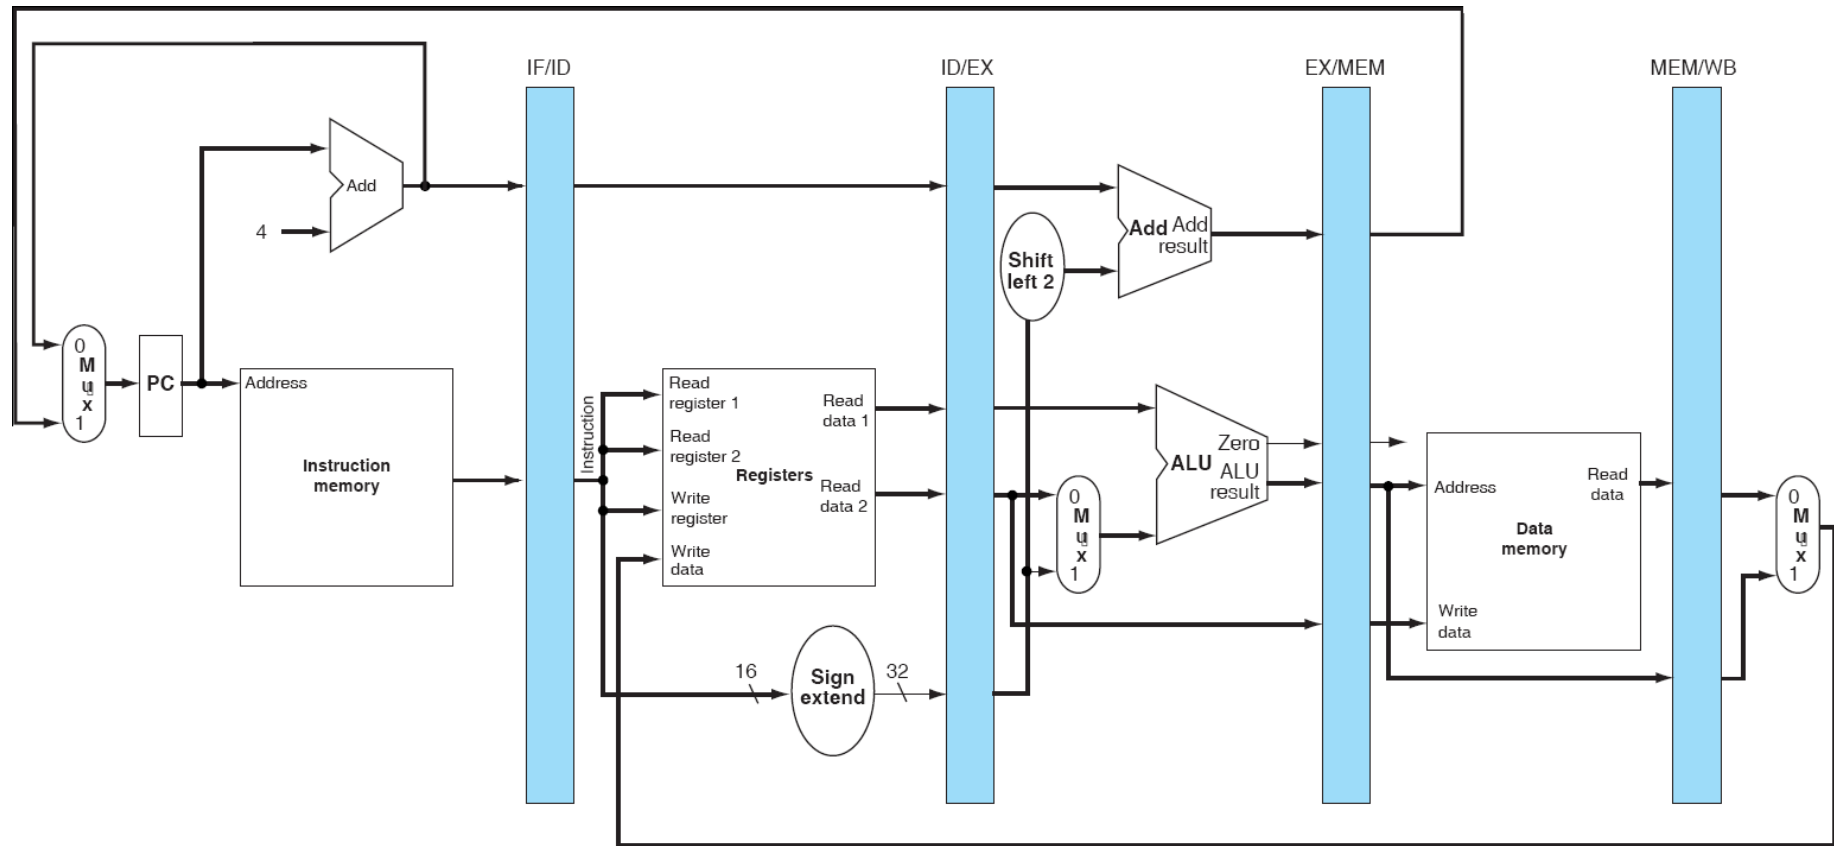 IF/ID
ID/EX
EX/MEM
MEM/WB
Add
4
Add Add
result
Shift
left 2
0
M
u
x
1
PC
Address
Instruction
memory
Instruction
Read
register 1
Read
register 2
Write
register
Write
data
Registers
Read
data 1
Read
data 2
16
Sign
extend
32
0
M
u
x
1
Zero
ALU
ALU
result
Address
Read
data
Data
memory
Write
data
0
M
u
x
1